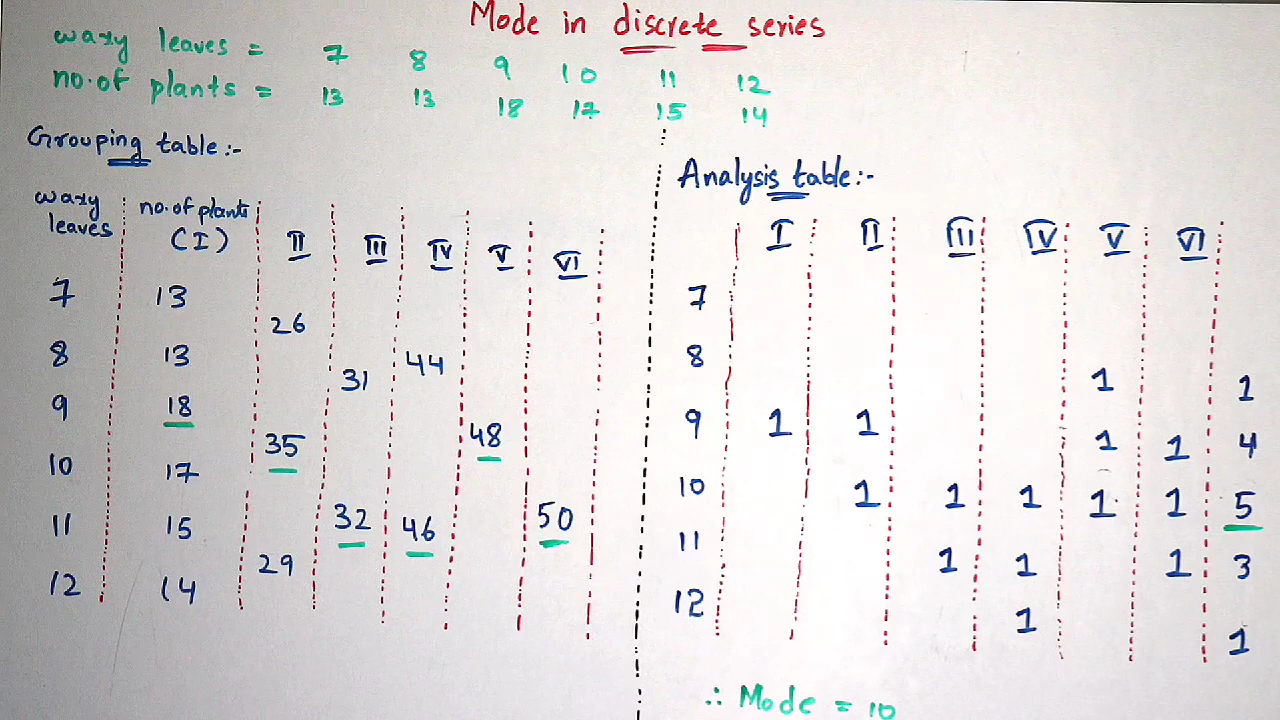 Mode in discrete series
waxy leaves = 7 8 9 10 11 12
no. of plants = 13 13 18 17 15 14
Grouping table:-
waxy leaves no. of plants (I) II III IV V VI
7 13
26
8 13 44
31
9 18
35 48
10 17
32 46 50
11 15
29
12 14
Analysis table:-
I II III IV V VI
7
8 1 1
9 1 1 1 1 4
10 1 1 1 1 1 5
11 1 1 1 3
12 1 1
∴ Mode = 10